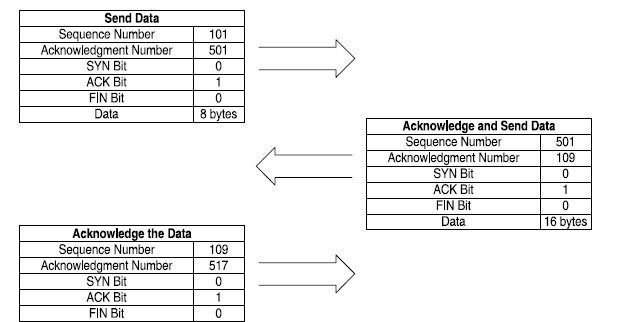 Send Data
Sequence Number 101
Acknowledgment Number 501
SYN Bit 0
ACK Bit 1
FIN Bit 0
Data 8 bytes
Acknowledge and Send Data
Sequence Number 501
Acknowledgment Number 109
SYN Bit 0
ACK Bit 1
FIN Bit 0
Data 16 bytes
Acknowledge the Data
Sequence Number 109
Acknowledgment Number 517
SYN Bit 0
ACK Bit 1
FIN Bit 0